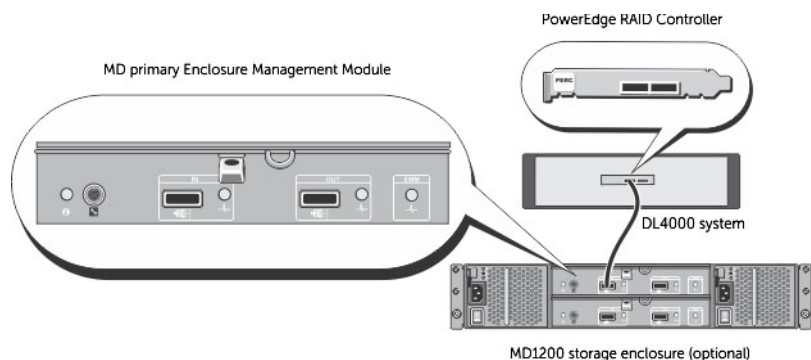 PowerEdge RAID Controller
MD primary Enclosure Management Module
PERC
IN
OUT
EMM
DL4000 system
MD1200 storage enclosure (optional)